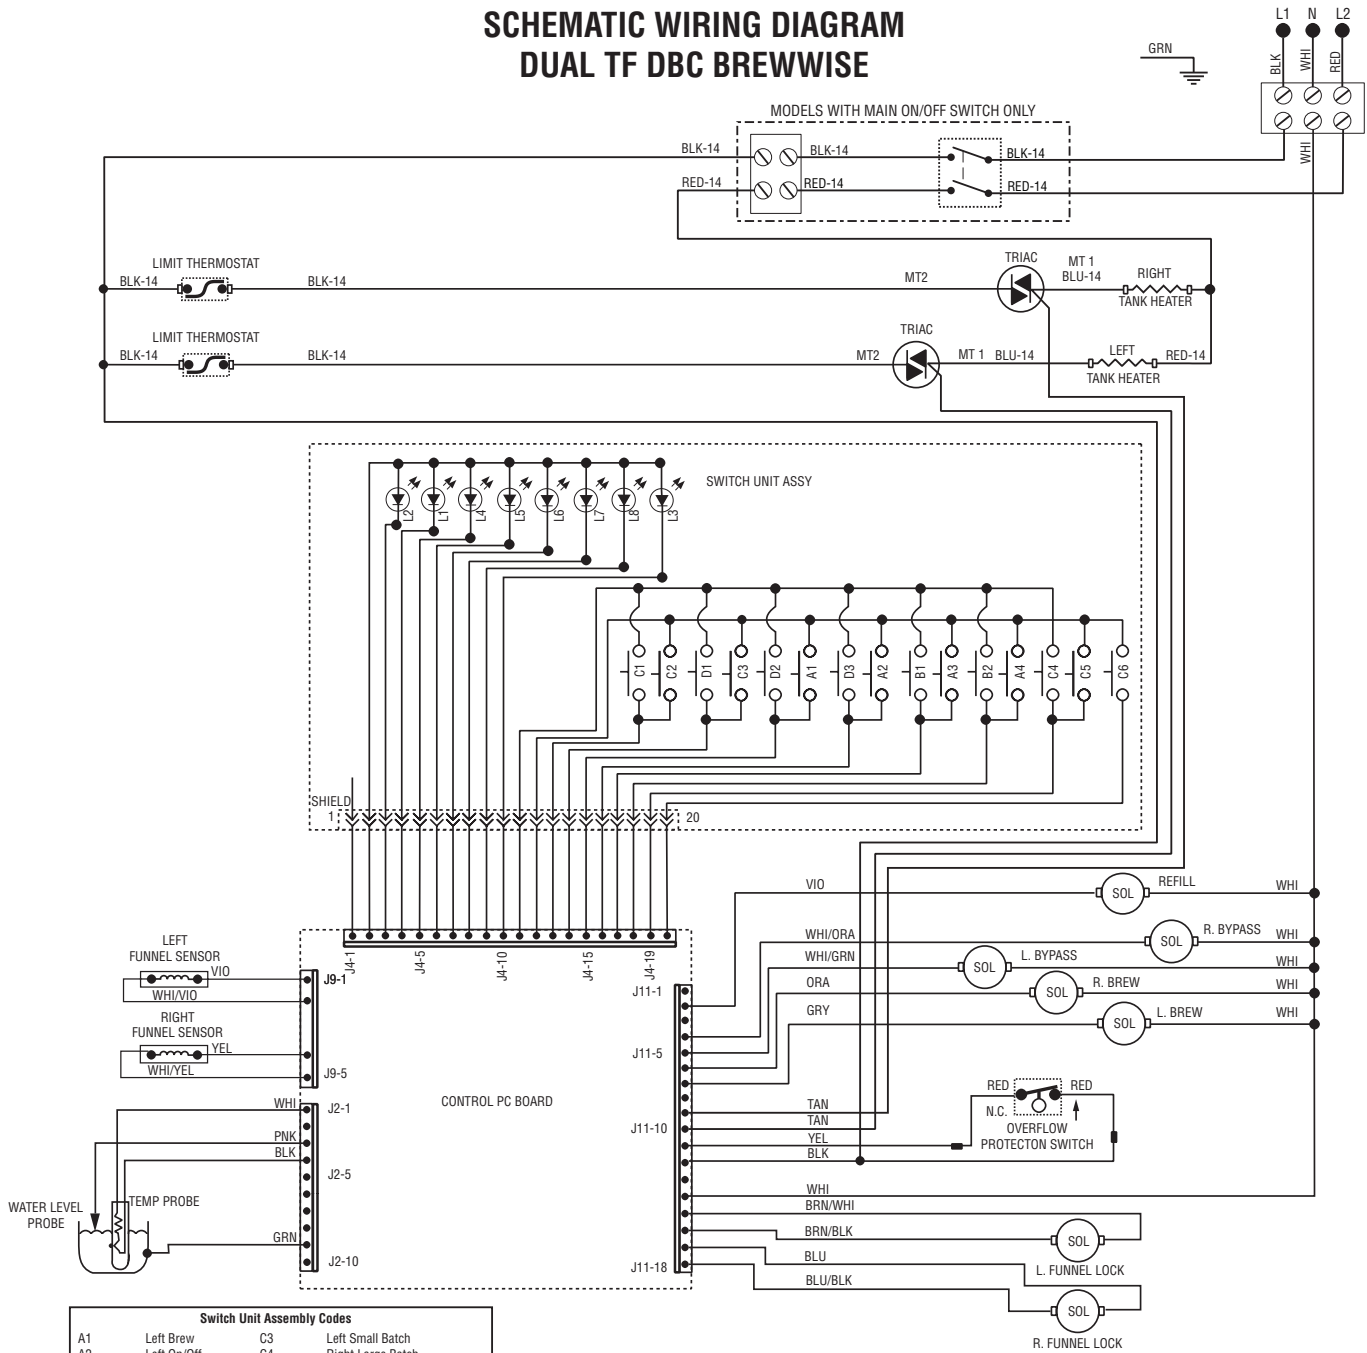 SCHEMATIC WIRING DIAGRAM
DUAL TF DBC BREWWISE
L1 N L2
GRN
BLK WHI RED
MODELS WITH MAIN ON/OFF SWITCH ONLY
BLK-14 BLK-14 BLK-14
WHI
RED-14 RED-14 RED-14
LIMIT THERMOSTAT
BLK-14 BLK-14
TRIAC
MT2
MT 1
BLU-14
RIGHT
TANK HEATER
LIMIT THERMOSTAT
BLK-14 BLK-14
TRIAC
MT2
MT 1 BLU-14
LEFT
RED-14
TANK HEATER
SWITCH UNIT ASSY
L2 L1 L4 L5 L6 L7 L8 L3
C1 C2 D1 C3 D2 A1 D3 A2 B1 A3 B2 A4 C4 C5 C6
SHIELD
1 20
VIO
SOL
REFILL
WHI
WHI/ORA
SOL
R. BYPASS
WHI
WHI/GRN
SOL
L. BYPASS
WHI
ORA
SOL
R. BREW
WHI
GRY
SOL
L. BREW
WHI
J4-1 J4-5 J4-10 J4-15 J4-19
LEFT
FUNNEL SENSOR
VIO
WHI/VIO
J9-1
RIGHT
FUNNEL SENSOR
YEL
WHI/YEL
J9-5
J11-1
J11-5
CONTROL PC BOARD
WHI
J2-1
PNK
BLK
J2-5
WATER LEVEL
PROBE
TEMP PROBE
GRN
J2-10
RED RED
N.C.
OVERFLOW
PROTECTON SWITCH
TAN
J11-10
TAN
YEL
BLK
WHI
BRN/WHI
BRN/BLK
SOL
L. FUNNEL LOCK
BLU
J11-18
BLU/BLK
SOL
R. FUNNEL LOCK
Switch Unit Assembly Codes
A1 Left Brew C3 Left Small Batch